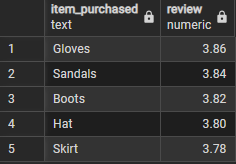 item_purchased review
text numeric
1 Gloves 3.86
2 Sandals 3.84
3 Boots 3.82
4 Hat 3.80
5 Skirt 3.78